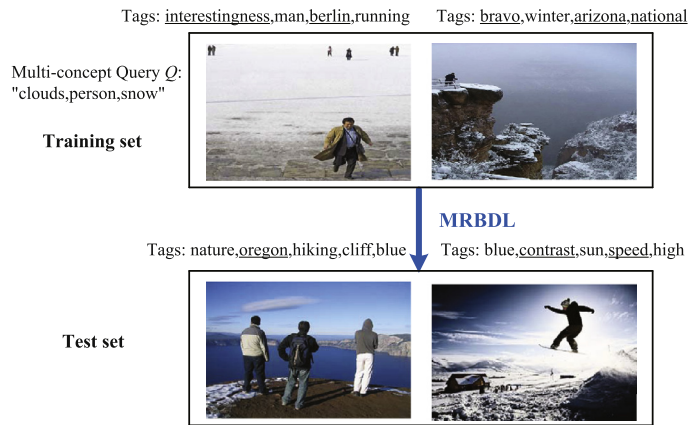 Tags: interestingness,man,berlin,running
Tags: bravo,winter,arizona,national
Multi-concept Query Q:
"clouds,person,snow"
Training set
MRBDL
Tags: nature,oregon,hiking,cliff,blue
Tags: blue,contrast,sun,speed,high
Test set